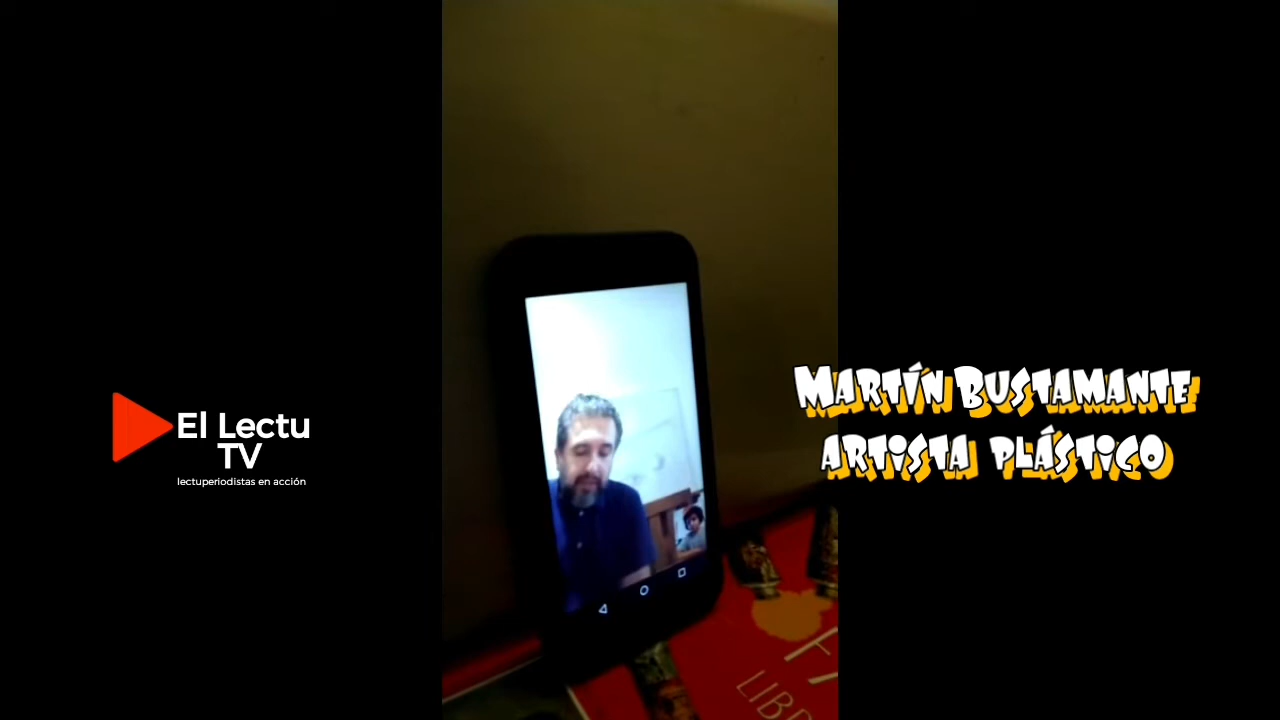 El Lectu
TV
lectuperiodistas en acción
Martín Bustamante
artista plástico